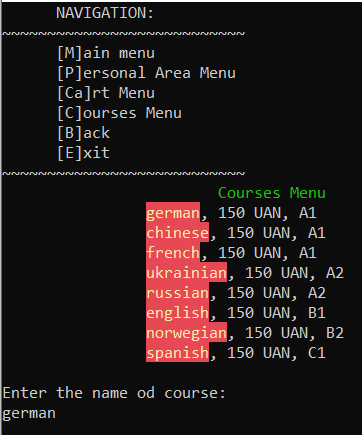 NAVIGATION:
~~~~~~~~~~~~~~~~~~~~~~~~~~~
[M]ain menu
[P]ersonal Area Menu
[Ca]rt Menu
[C]ourses Menu
[B]ack
[E]xit
~~~~~~~~~~~~~~~~~~~~~~~~~~~
Courses Menu
german, 150 UAN, A1
chinese, 150 UAN, A1
french, 150 UAN, A1
ukrainian, 150 UAN, A2
russian, 150 UAN, A2
english, 150 UAN, B1
norwegian, 150 UAN, B2
spanish, 150 UAN, C1
Enter the name od course:
german